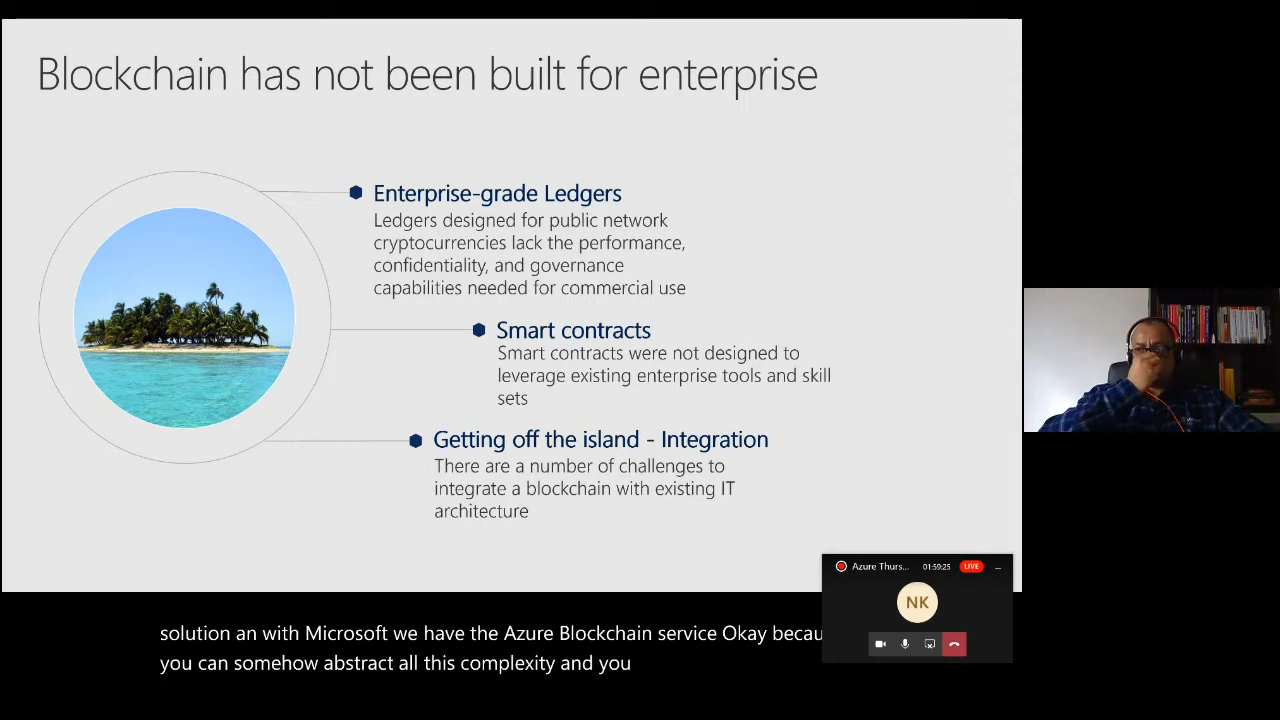 Blockchain has not been built for enterprise
Enterprise-grade Ledgers
Ledgers designed for public network
cryptocurrencies lack the performance,
confidentiality, and governance
capabilities needed for commercial use
Smart contracts
Smart contracts were not designed to
leverage existing enterprise tools and skill
sets
Getting off the island - Integration
There are a number of challenges to
integrate a blockchain with existing IT
architecture
Azure Thurs... 01:59:25 LIVE
NK
solution an with Microsoft we have the Azure Blockchain service Okay becau
you can somehow abstract all this complexity and you